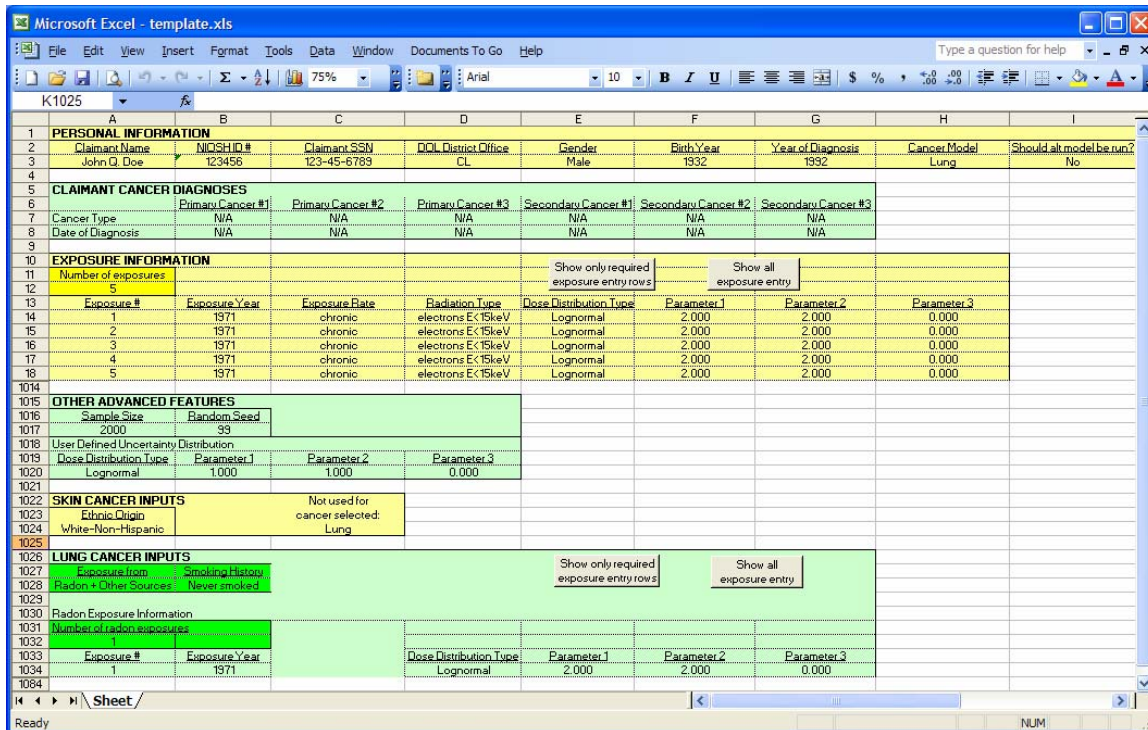 Microsoft Excel - template.xls
File Edit View Insert Format Tools Data Window Documents To Go Help Type a question for help
Σ 75% Arial 10 B I U $ % ,
K1025 fx
A B C D E F G H I
1 PERSONAL INFORMATION
2 Claimant Name NIOSH ID # Claimant SSN DOL District Office Gender Birth Year Year of Diagnosis Cancer Model Should alt model be run?
3 John Q. Doe 123456 123-45-6789 CL Male 1932 1992 Lung No
4
5 CLAIMANT CANCER DIAGNOSES
6 Primary Cancer #1 Primary Cancer #2 Primary Cancer #3 Secondary Cancer #1 Secondary Cancer #2 Secondary Cancer #3
7 Cancer Type N/A N/A N/A N/A N/A N/A
8 Date of Diagnosis N/A N/A N/A N/A N/A N/A
9
10 EXPOSURE INFORMATION Show only required Show all
11 Number of exposures exposure entry rows exposure entry
12 5
13 Exposure # Exposure Year Exposure Rate Radiation Type Dose Distribution Type Parameter 1 Parameter 2 Parameter 3
14 1 1971 chronic electrons E<15keV Lognormal 2.000 2.000 0.000
15 2 1971 chronic electrons E<15keV Lognormal 2.000 2.000 0.000
16 3 1971 chronic electrons E<15keV Lognormal 2.000 2.000 0.000
17 4 1971 chronic electrons E<15keV Lognormal 2.000 2.000 0.000
18 5 1971 chronic electrons E<15keV Lognormal 2.000 2.000 0.000
1014
1015 OTHER ADVANCED FEATURES
1016 Sample Size Random Seed
1017 2000 99
1018 User Defined Uncertainty Distribution
1019 Dose Distribution Type Parameter 1 Parameter 2 Parameter 3
1020 Lognormal 1.000 1.000 0.000
1021
1022 SKIN CANCER INPUTS Not used for
1023 Ethnic Origin cancer selected:
1024 White-Non-Hispanic Lung
1025
1026 LUNG CANCER INPUTS Show only required Show all
1027 Exposure from Smoking History exposure entry rows exposure entry
1028 Radon + Other Sources Never smoked
1029
1030 Radon Exposure Information
1031 Number of radon exposures
1032 1
1033 Exposure # Exposure Year Dose Distribution Type Parameter 1 Parameter 2 Parameter 3
1034 1 1971 Lognormal 2.000 2.000 0.000
1084
Sheet
Ready NUM